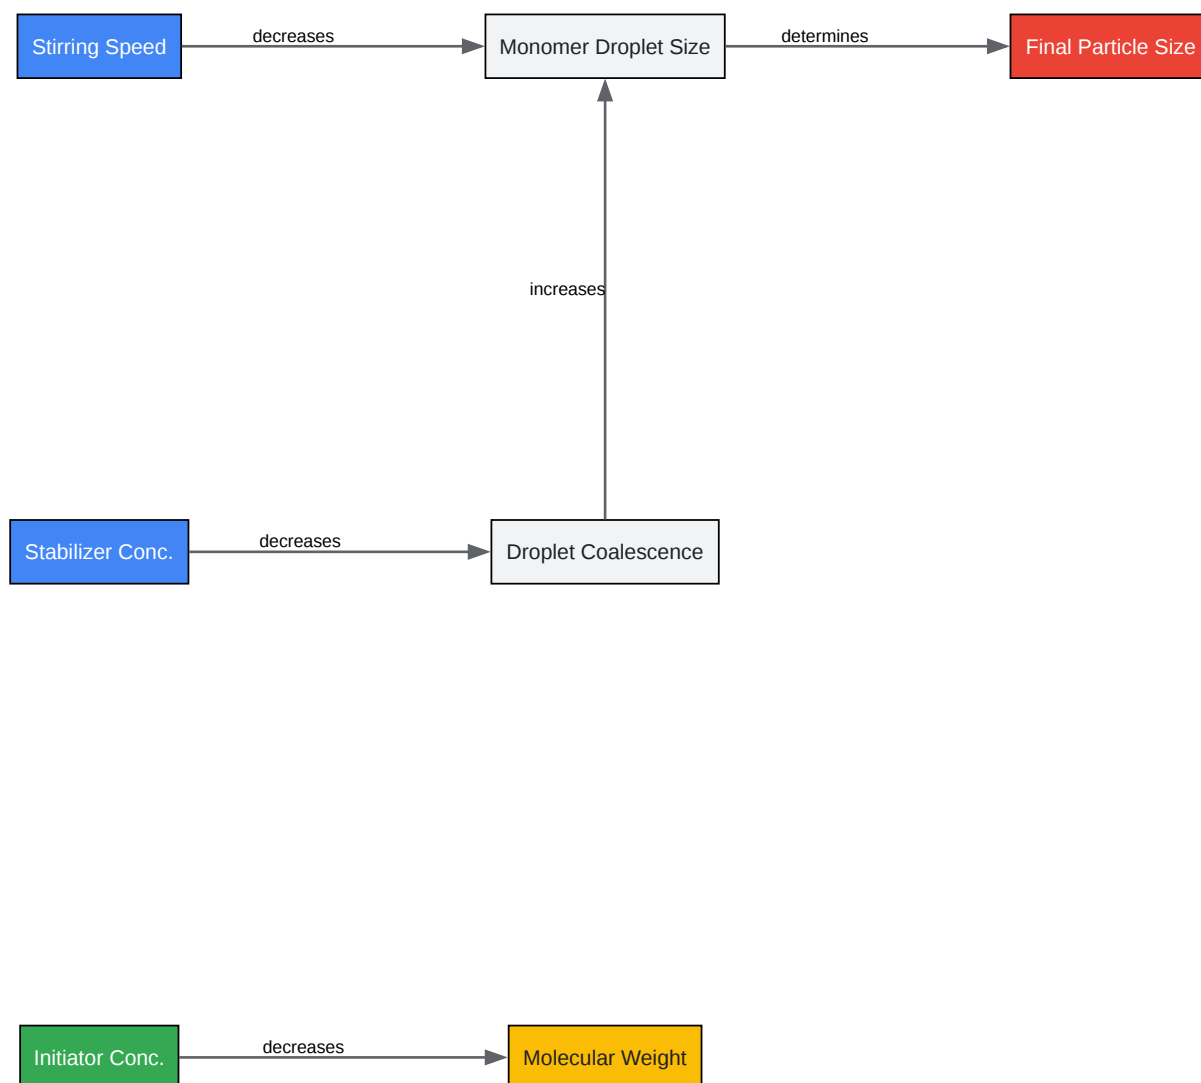 Stirring Speed
decreases
Monomer Droplet Size
determines
Final Particle Size
increases
Stabilizer Conc.
decreases
Droplet Coalescence
Initiator Conc.
decreases
Molecular Weight